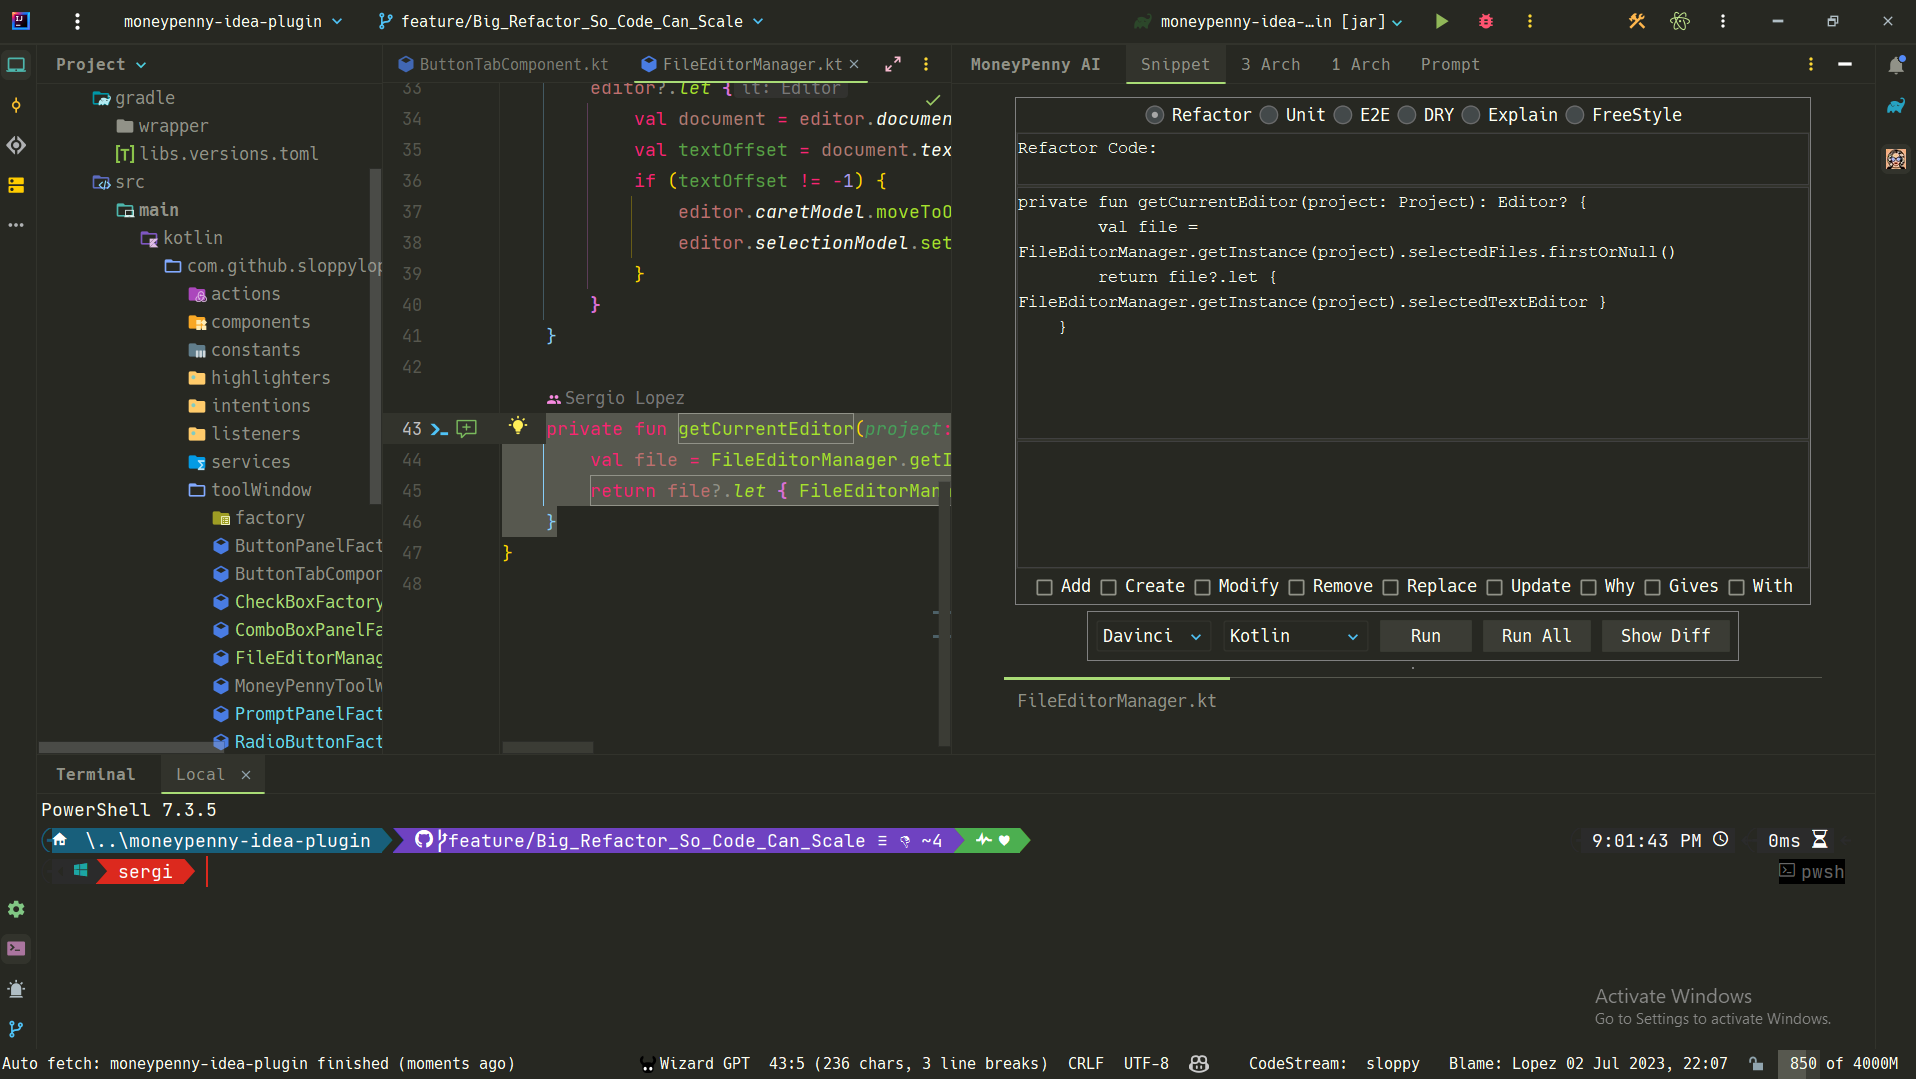 moneypenny-idea-plugin
feature/Big_Refactor_So_Code_Can_Scale
moneypenny-idea-…in [jar]
Project
gradle
wrapper
libs.versions.toml
src
main
kotlin
com.github.sloppylop
actions
components
constants
highlighters
intentions
listeners
services
toolWindow
factory
ButtonPanelFact
ButtonTabCompor
CheckBoxFactory
ComboBoxPanelFa
FileEditorManag
MoneyPennyToolW
PromptPanelFact
RadioButtonFact
ButtonTabComponent.kt
FileEditorManager.kt
33 editor?.let { it: Editor
34 val document = editor.documen
35 val textOffset = document.tex
36 if (textOffset != -1) {
37 editor.caretModel.moveToO
38 editor.selectionModel.set
39 }
40 }
41 }
42
Sergio Lopez
43 private fun getCurrentEditor(project:
44 val file = FileEditorManager.getI
45 return file?.let { FileEditorMan
46 }
47 }
48
MoneyPenny AI Snippet 3 Arch 1 Arch Prompt
Refactor Unit E2E DRY Explain FreeStyle
Refactor Code:
private fun getCurrentEditor(project: Project): Editor? {
val file =
FileEditorManager.getInstance(project).selectedFiles.firstOrNull()
return file?.let {
FileEditorManager.getInstance(project).selectedTextEditor }
}
Add Create Modify Remove Replace Update Why Gives With
Davinci Kotlin Run Run All Show Diff
FileEditorManager.kt
Terminal Local
PowerShell 7.3.5
\..\moneypenny-idea-plugin feature/Big_Refactor_So_Code_Can_Scale ≡ ~4 9:01:43 PM 0ms
sergi pwsh
Activate Windows
Go to Settings to activate Windows.
Auto fetch: moneypenny-idea-plugin finished (moments ago) Wizard GPT 43:5 (236 chars, 3 line breaks) CRLF UTF-8 CodeStream: sloppy Blame: Lopez 02 Jul 2023, 22:07 850 of 4000M